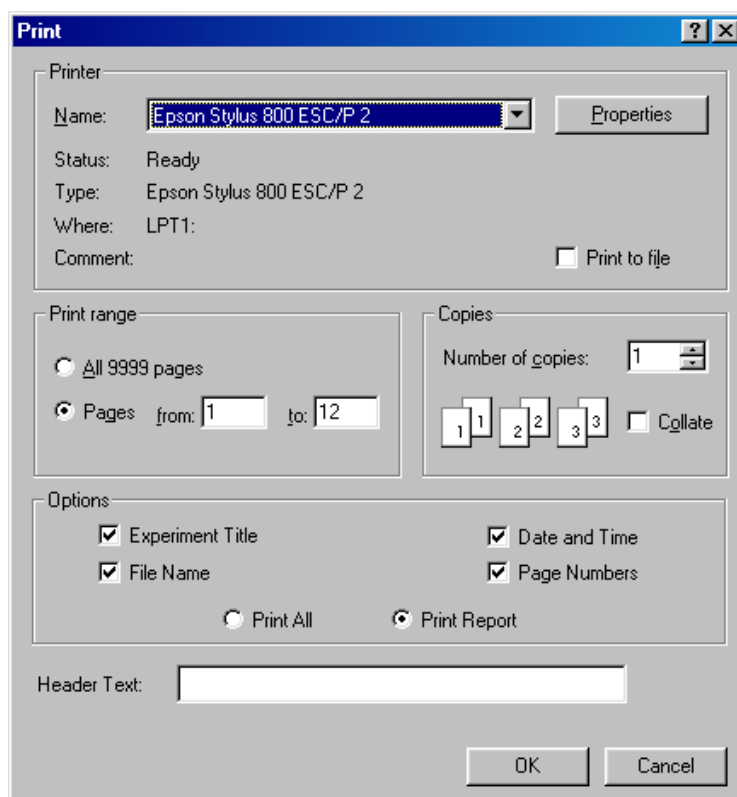 Print
Printer
Name: Epson Stylus 800 ESC/P 2 Properties
Status: Ready
Type: Epson Stylus 800 ESC/P 2
Where: LPT1:
Comment: Print to file
Print range
All 9999 pages
Pages from: 1 to: 12
Copies
Number of copies: 1
1 1 2 2 3 3 Collate
Options
Experiment Title Date and Time
File Name Page Numbers
Print All Print Report
Header Text:
OK Cancel